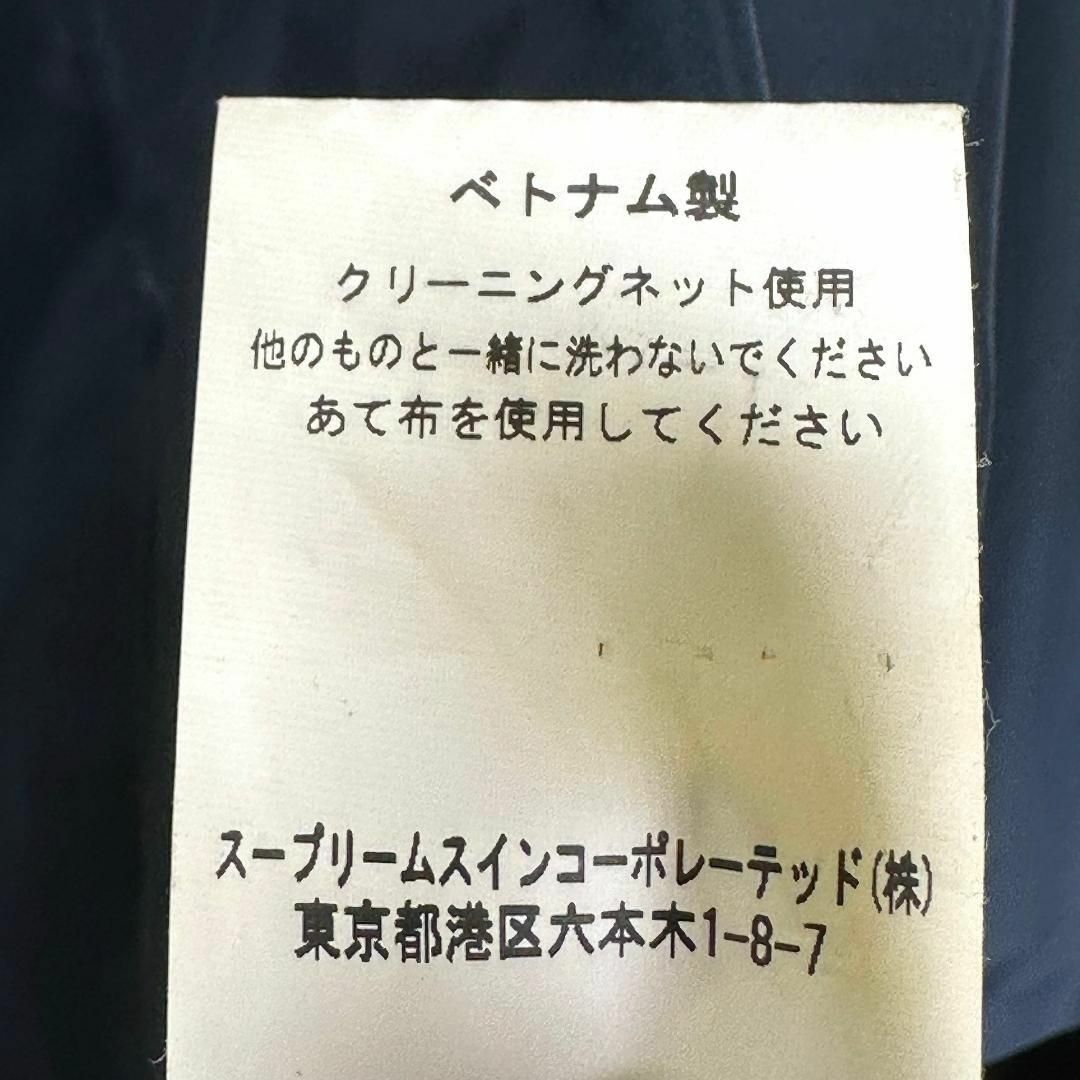 ベトナム製
クリーニングネット使用
他のものと一緒に洗わないでください
あて布を使用してください
スープリームスインコーポレーテッド(株)
東京都港区六本木1-8-7